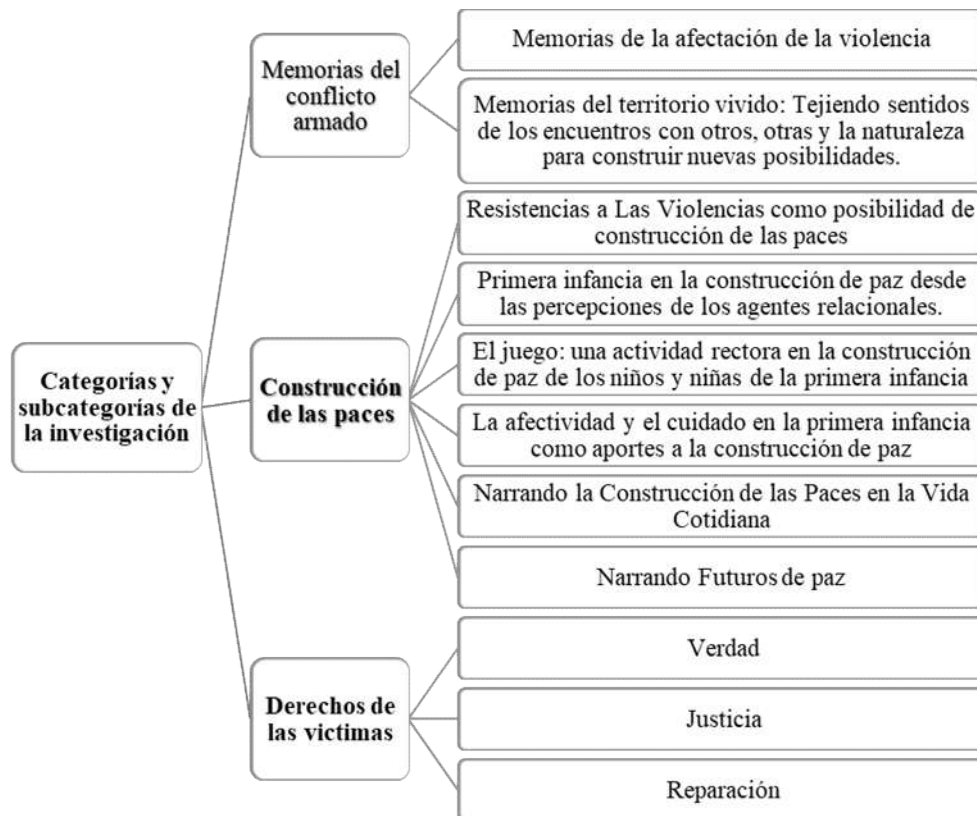 Categorías y
subcategorías de
la investigación
Memorias del
conflicto
armado
Memorias de la afectación de la violencia
Memorias del territorio vivido: Tejiendo sentidos
de los encuentros con otros, otras y la naturaleza
para construir nuevas posibilidades.
Construcción
de las paces
Resistencias a Las Violencias como posibilidad de
construcción de las paces
Primera infancia en la construcción de paz desde
las percepciones de los agentes relacionales.
El juego: una actividad rectora en la construcción
de paz de los niños y niñas de la primera infancia
La afectividad y el cuidado en la primera infancia
como aportes a la construcción de paz
Narrando la Construcción de las Paces en la Vida
Cotidiana
Narrando Futuros de paz
Derechos de
las victimas
Verdad
Justicia
Reparación